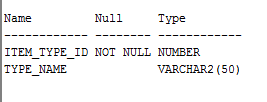 Name         Null     Type
------------ -------- ------------
ITEM_TYPE_ID NOT NULL NUMBER
TYPE_NAME             VARCHAR2(50)